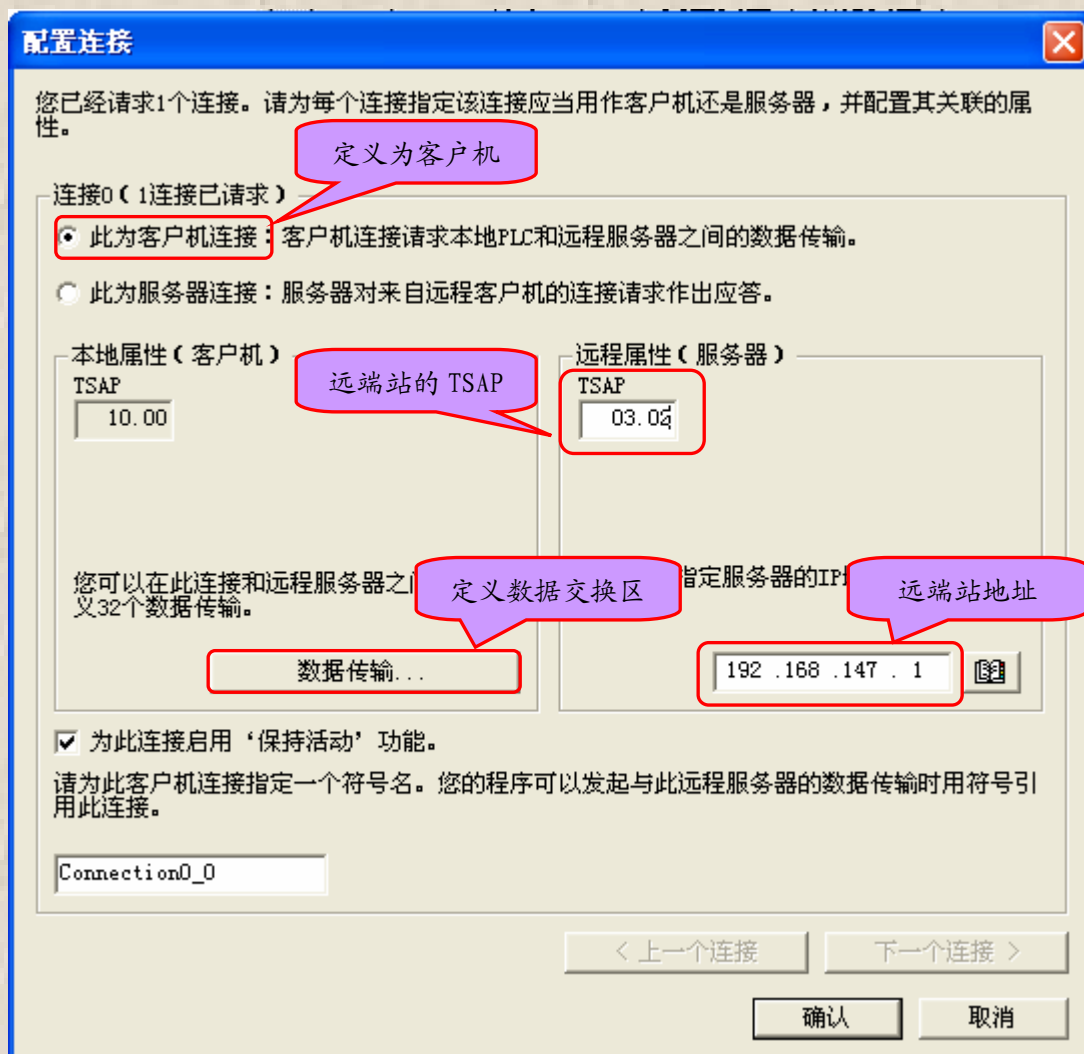 配置连接
您已经请求1个连接。请为每个连接指定该连接应当用作客户机还是服务器，并配置其关联的属
性。
定义为客户机
连接0（1连接已请求）
此为客户机连接：客户机连接请求本地PLC和远程服务器之间的数据传输。
此为服务器连接：服务器对来自远程客户机的连接请求作出应答。
本地属性（客户机）
TSAP
10.00
远端站的 TSAP
远程属性（服务器）
TSAP
03.02
您可以在此连接和远程服务器之
义32个数据传输。
定义数据交换区
数据传输...
指定服务器的IP
远端站地址
192 .168 .147 . 1
为此连接启用‘保持活动’功能。
请为此客户机连接指定一个符号名。您的程序可以发起与此远程服务器的数据传输时用符号引
用此连接。
Connection0_0
< 上一个连接
下一个连接 >
确认
取消